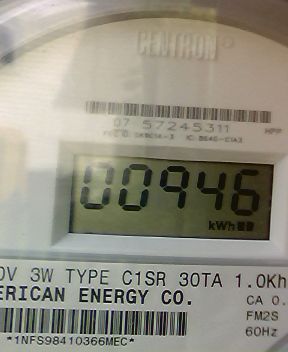 CENTRON
07 57245311
HPP
00946
kWh
0V 3W TYPE C1SR 30TA 1.0Kh
ERICAN ENERGY CO.
CA 0.
FM2S
60Hz
*1NFS98410366MEC*